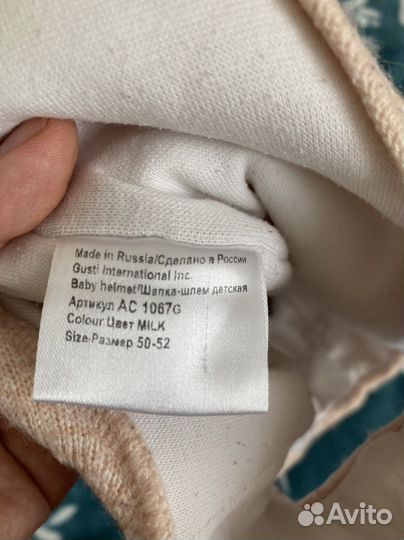 Made in Russia/Сделано в России
Gusti International Inc.
Baby helmet/Шапка-шлем детская
Артикул AC 1067G
Colour Цвет MILK
Size/Размер 50-52
Avito